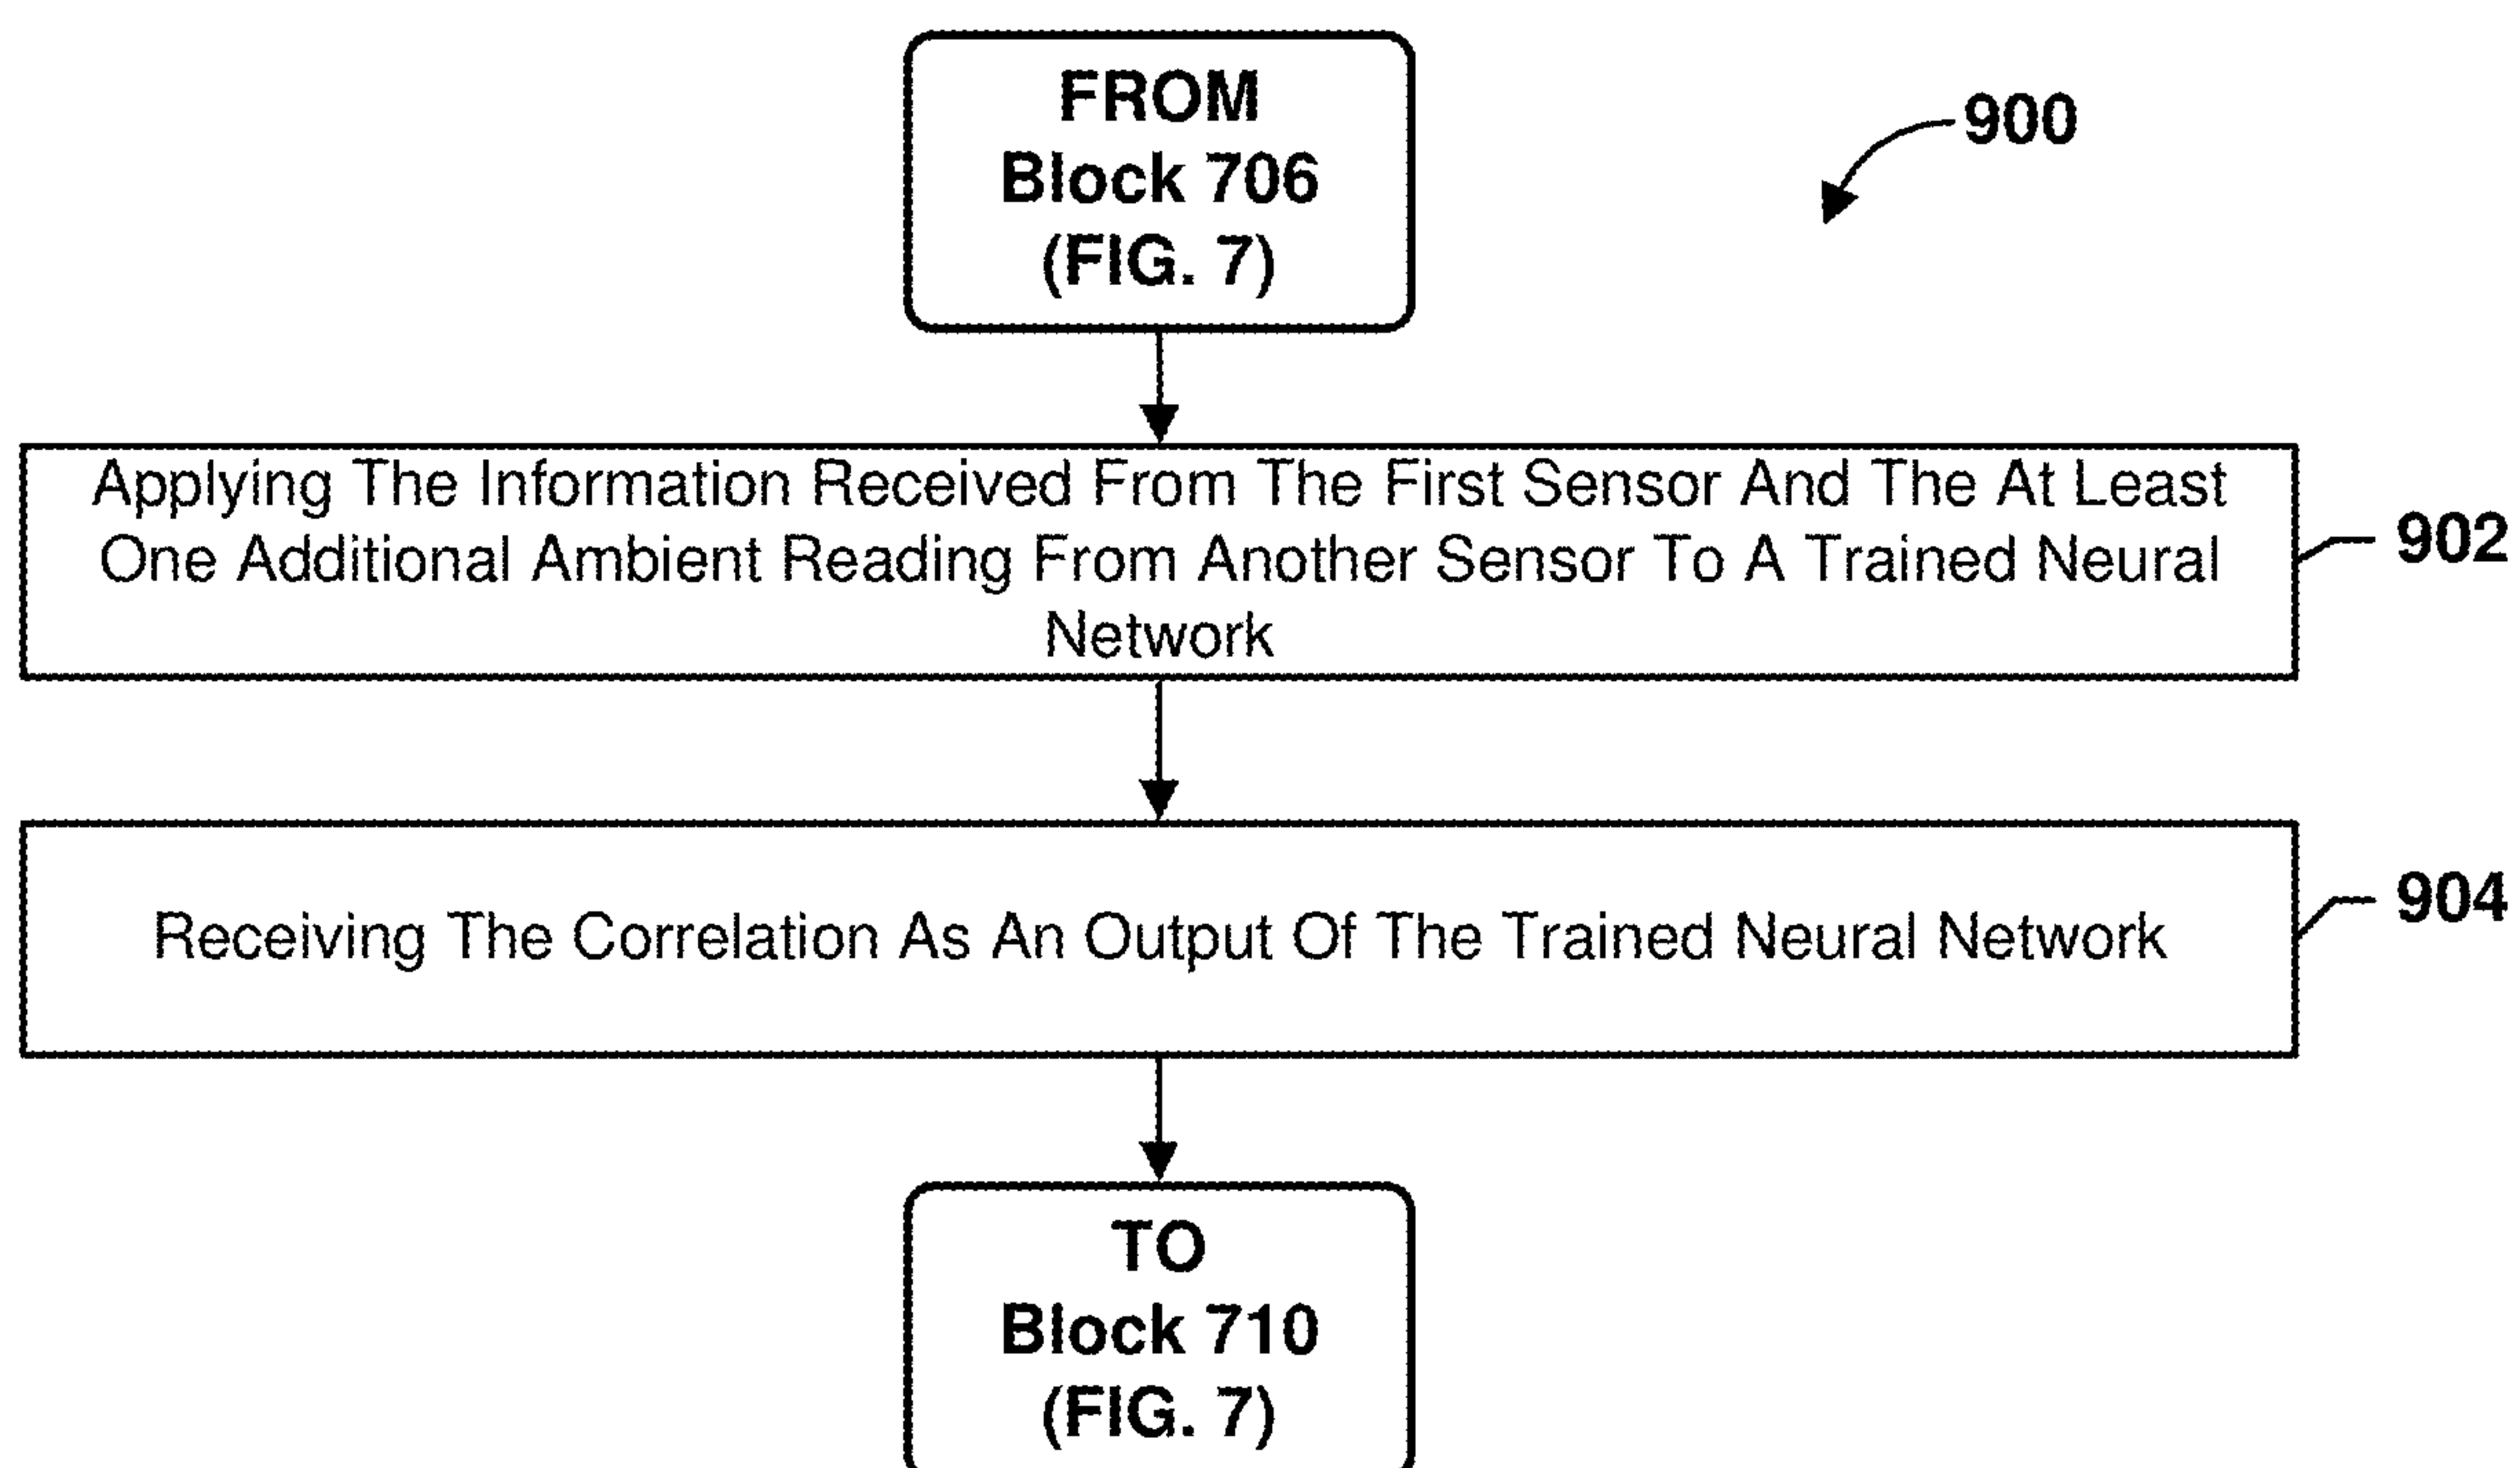 FROM
Block 706
(FIG. 7)
900
Applying The Information Received From The First Sensor And The At Least
One Additional Ambient Reading From Another Sensor To A Trained Neural
Network
902
Receiving The Correlation As An Output Of The Trained Neural Network
904
TO
Block 710
(FIG. 7)